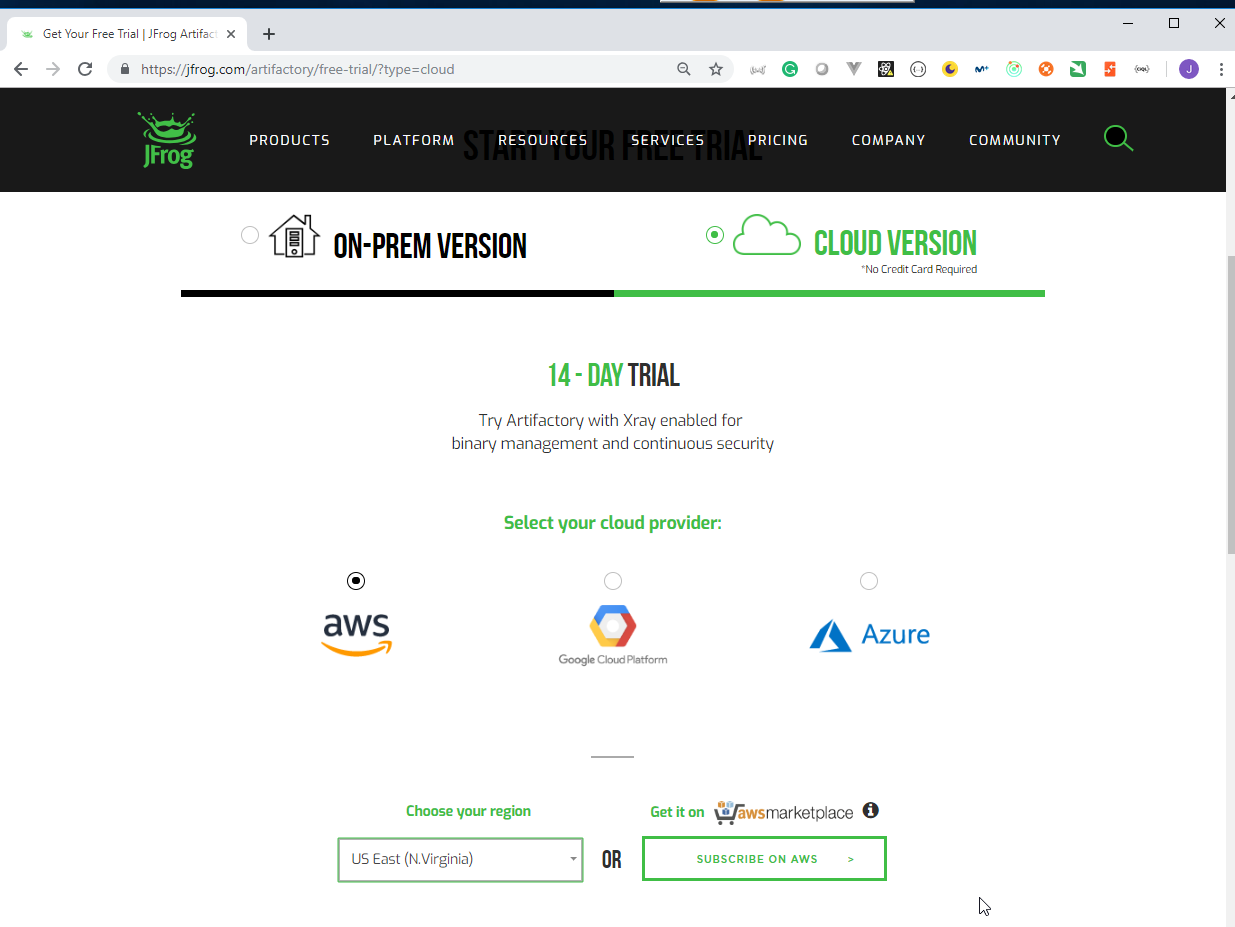 Get Your Free Trial | JFrog Artifact
https://jfrog.com/artifactory/free-trial/?type=cloud
J
JFrog
PRODUCTS PLATFORM RESOURCES SERVICES PRICING COMPANY COMMUNITY
START YOUR FREE TRIAL
ON-PREM VERSION
CLOUD VERSION
*No Credit Card Required
14 - DAY TRIAL
Try Artifactory with Xray enabled for
binary management and continuous security
Select your cloud provider:
aws
Google Cloud Platform
Azure
Choose your region
Get it on awsmarketplace
US East (N.Virginia)
OR
SUBSCRIBE ON AWS >